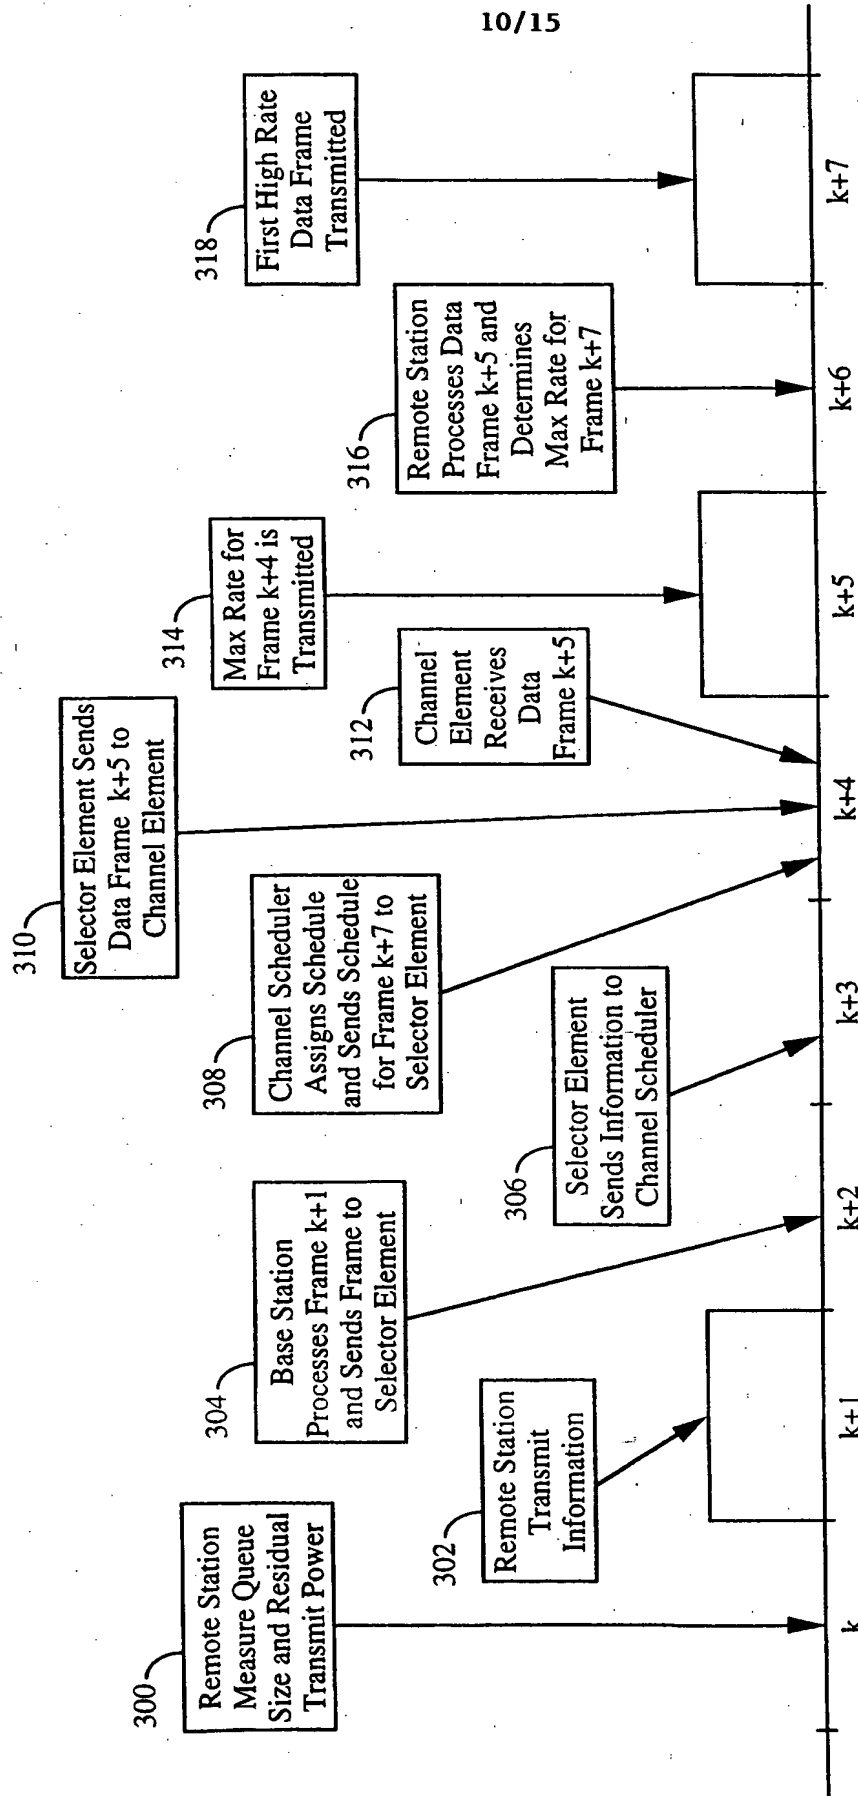 10/15
300
Remote Station
Measure Queue
Size and Residual
Transmit Power
302
Remote Station
Transmit
Information
304
Base Station
Processes Frame k+1
and Sends Frame to
Selector Element
306
Selector Element
Sends Information to
Channel Scheduler
308
Channel Scheduler
Assigns Schedule
and Sends Schedule
for Frame k+7 to
Selector Element
310
Selector Element Sends
Data Frame k+5 to
Channel Element
312
Channel
Element
Receives
Data
Frame k+5
314
Max Rate for
Frame k+4 is
Transmitted
316
Remote Station
Processes Data
Frame k+5 and
Determines
Max Rate for
Frame k+7
318
First High Rate
Data Frame
Transmitted
k
k+1
k+2
k+3
k+4
k+5
k+6
k+7